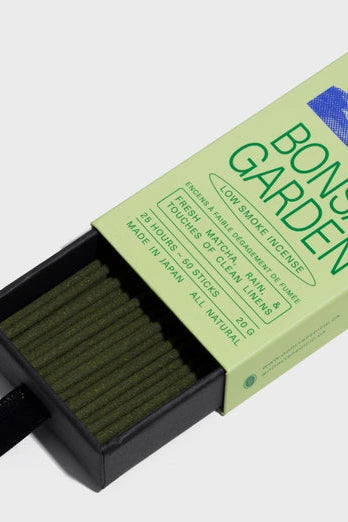 BONSA
GARDEN
LOW SMOKE INCENSE
ENCENS À FAIBLE DÉGAGEMENT DE FUMÉE
FRESH MATCHA, RAIN, &
TOUCHES OF CLEAN LINENS
25 HOURS ~ 50 STICKS 20 G
MADE IN JAPAN ALL NATURAL